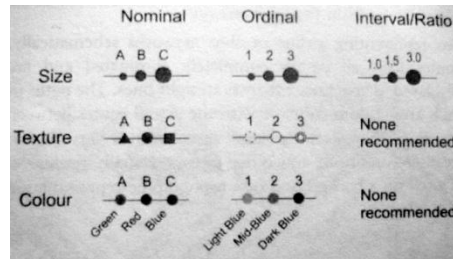 Nominal Ordinal Interval/Ratio
A B C 1 2 3 1.0 1.5 3.0
Size
A B C 1 2 3 None
Texture recommended
A B C 1 2 3 None
Colour recommended
Green Red Blue Light Blue Mid-Blue Dark Blue